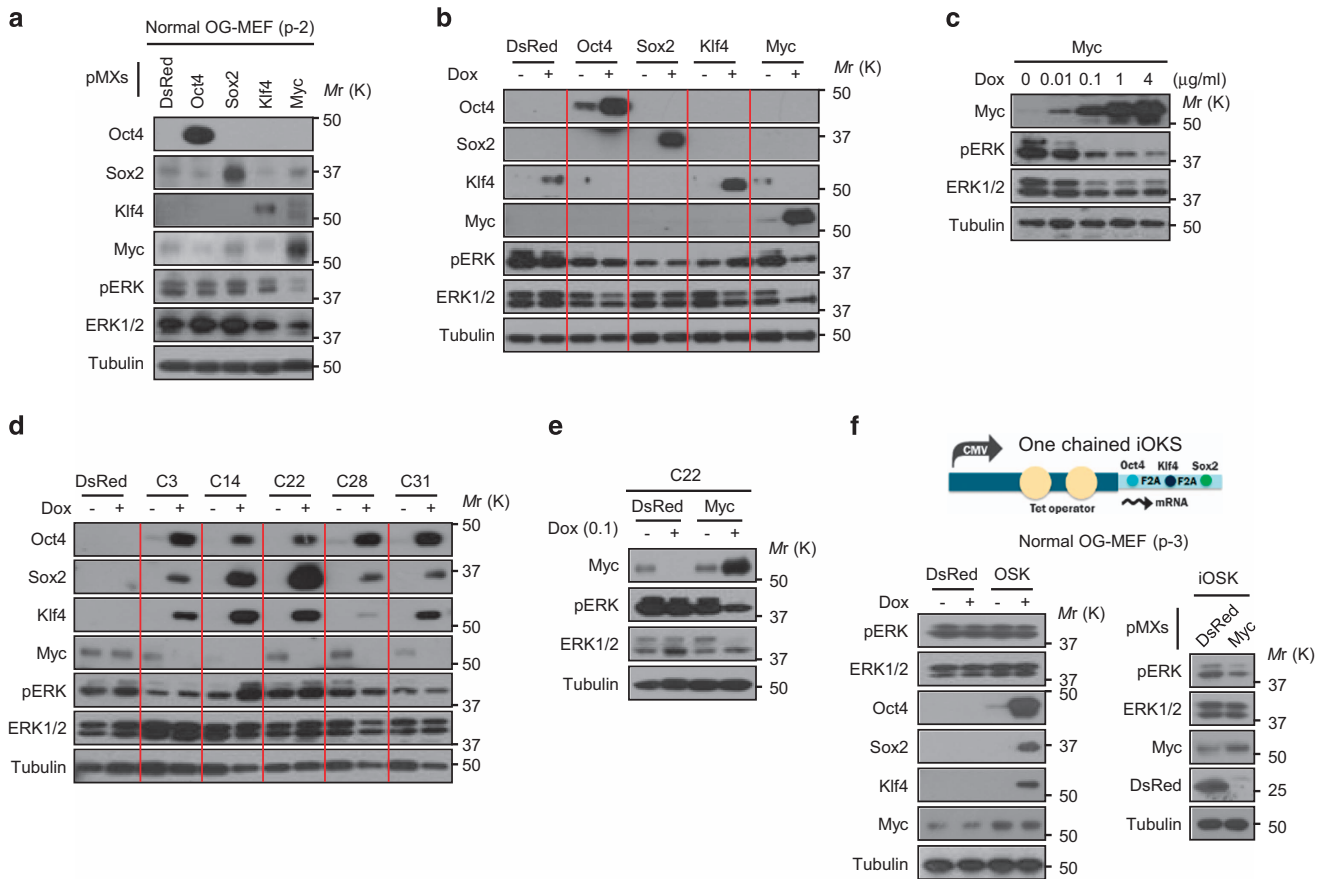 a
Normal OG-MEF (p-2)
pMXs
DsRed Oct4 Sox2 Klf4 Myc
Mr (K)
Oct4 50
Sox2 37
Klf4 50
Myc 50
pERK 37
ERK1/2 37
Tubulin 50
b
DsRed Oct4 Sox2 Klf4 Myc
Dox - + - + - + - + - + Mr (K)
Oct4 50
Sox2 37
Klf4 50
Myc
pERK 37
ERK1/2 37
Tubulin 50
c
Myc
Dox 0 0.01 0.1 1 4 (µg/ml)
Mr (K)
Myc 50
pERK 37
ERK1/2 37
Tubulin 50
d
DsRed C3 C14 C22 C28 C31
Dox - + - + - + - + - + - + Mr (K)
Oct4 50
Sox2 37
Klf4 50
Myc 50
pERK 37
ERK1/2 37
Tubulin 50
e
C22
DsRed Myc
Dox (0.1) - + - + Mr (K)
Myc 50
pERK 37
ERK1/2 37
Tubulin 50
f
CMV One chained iOKS
Oct4 Klf4 Sox2
F2A F2A
Tet operator mRNA
Normal OG-MEF (p-3)
DsRed OSK
Dox - + - + Mr (K)
pERK 37
ERK1/2 37
Oct4 50
Sox2 37
Klf4 50
Myc 50
Tubulin 50
iOSK
pMXs
DsRed Myc
Mr (K)
pERK 37
ERK1/2 37
Myc 50
DsRed 25
Tubulin 50